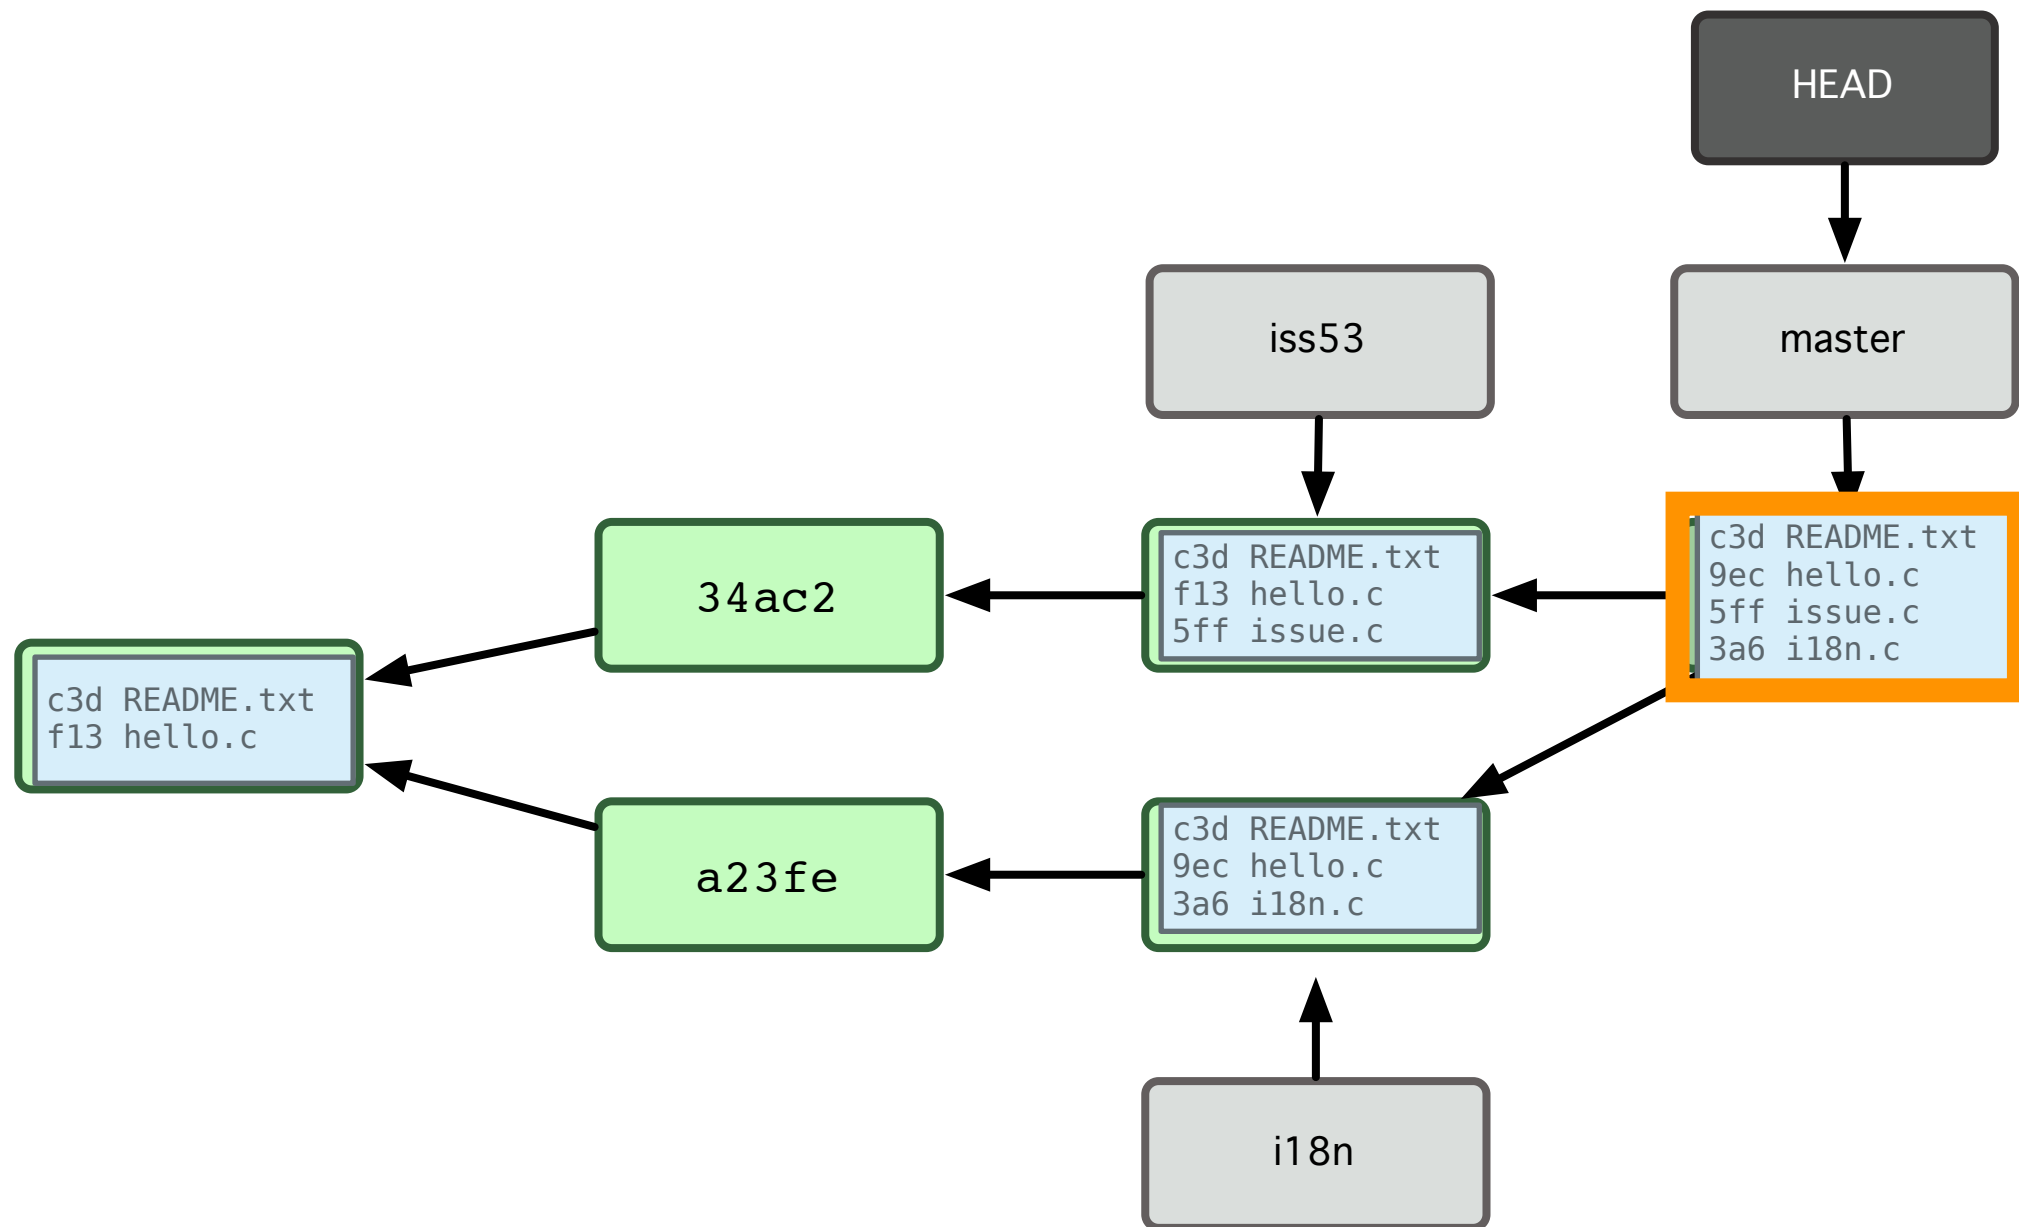 HEAD
iss53
master
34ac2
c3d README.txt
f13 hello.c
5ff issue.c
c3d README.txt
9ec hello.c
5ff issue.c
3a6 i18n.c
c3d README.txt
f13 hello.c
a23fe
c3d README.txt
9ec hello.c
3a6 i18n.c
i18n